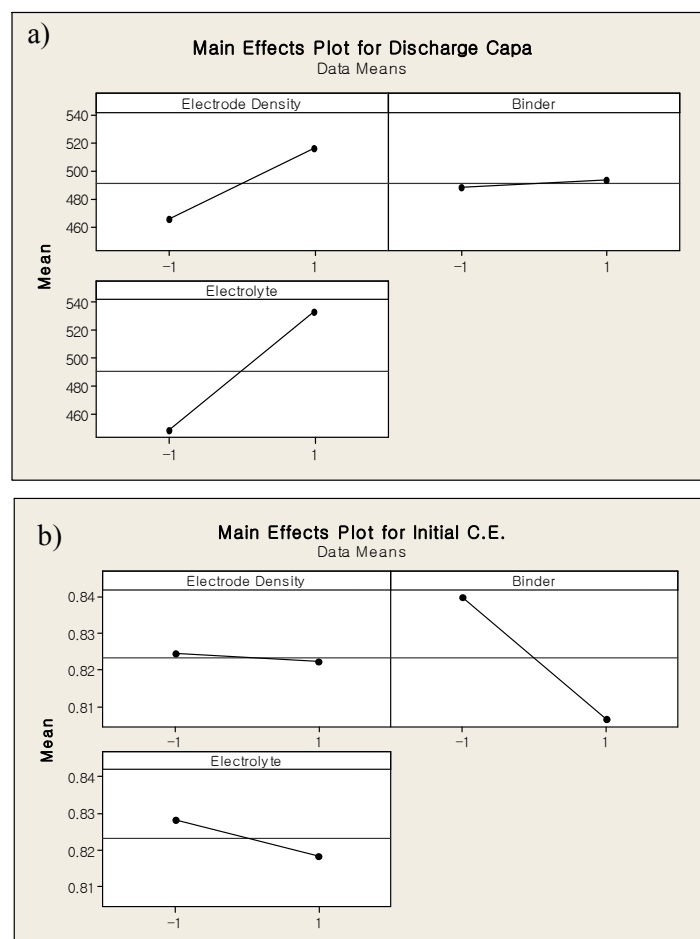 a)
Main Effects Plot for Discharge Capa
Data Means
Electrode Density Binder
540
520
500
480
460
-1 1 -1 1
Mean
Electrolyte
540
520
500
480
460
-1 1
b)
Main Effects Plot for Initial C.E.
Data Means
Electrode Density Binder
0.84
0.83
0.82
0.81
-1 1 -1 1
Mean
Electrolyte
0.84
0.83
0.82
0.81
-1 1